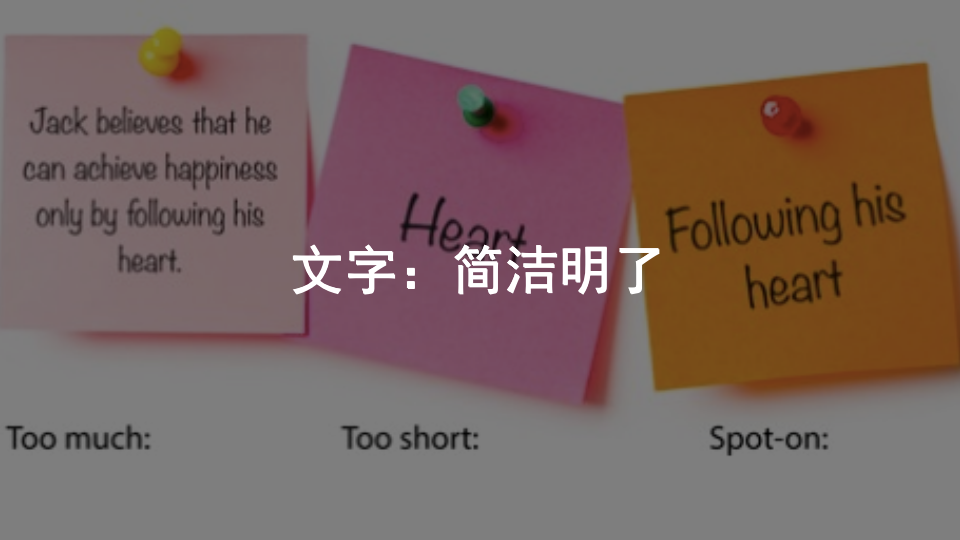 Jack believes that he
can achieve happiness
only by following his
heart.
Heart
Following his
heart
文字：简洁明了
Too much:
Too short:
Spot-on: